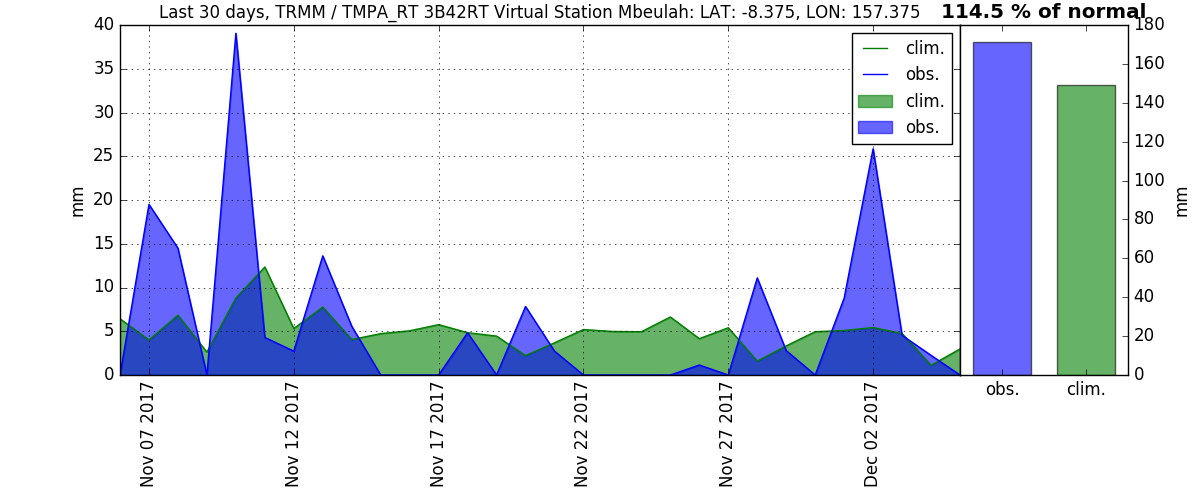 Last 30 days, TRMM / TMPA_RT 3B42RT Virtual Station Mbeulah: LAT: -8.375, LON: 157.375
114.5 % of normal
40
35
30
25
20
15
10
5
0
mm
clim.
obs.
clim.
obs.
180
160
140
120
100
80
60
40
20
0
mm
Nov 07 2017
Nov 12 2017
Nov 17 2017
Nov 22 2017
Nov 27 2017
Dec 02 2017
obs.
clim.